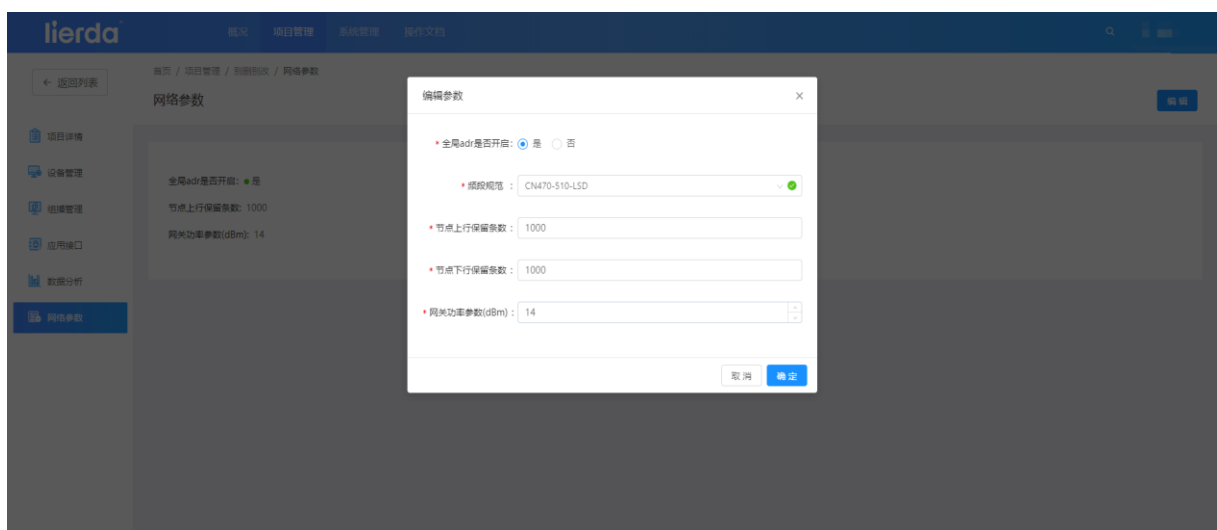 lierda
概况 项目管理 系统管理 操作文档
← 返回列表
首页 / 项目管理 / 刮刮刮欢 / 网络参数
网络参数
编 辑
项目详情
设备管理
组播管理
应用接口
数据分析
网络参数
全局adr是否开启: 是
节点上行保留条数: 1000
网关功率参数(dBm): 14
编辑参数
* 全局adr是否开启: 是 否
* 频段规范 : CN470-510-LSD
* 节点上行保留条数 : 1000
* 节点下行保留条数 : 1000
* 网关功率参数(dBm) : 14
取 消 确 定